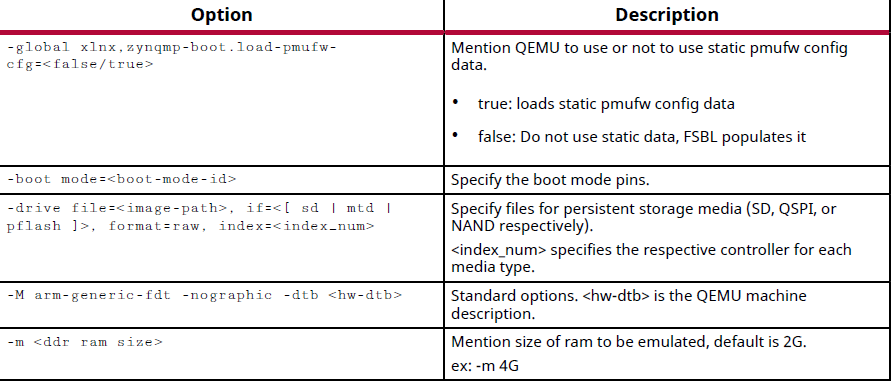 Option
Description
-global xlnx,zynqmp-boot.load-pmufw-
cfg=<false/true>
Mention QEMU to use or not to use static pmufw config
data.
• true: loads static pmufw config data
• false: Do not use static data, FSBL populates it
-boot mode=<boot-mode-id>
Specify the boot mode pins.
-drive file=<image-path>, if=<[ sd | mtd |
pflash ]>, format=raw, index=<index_num>
Specify files for persistent storage media (SD, QSPI, or
NAND respectively).
<index_num> specifies the respective controller for each
media type.
-M arm-generic-fdt -nographic -dtb <hw-dtb>
Standard options. <hw-dtb> is the QEMU machine
description.
-m <ddr ram size>
Mention size of ram to be emulated, default is 2G.
ex: -m 4G